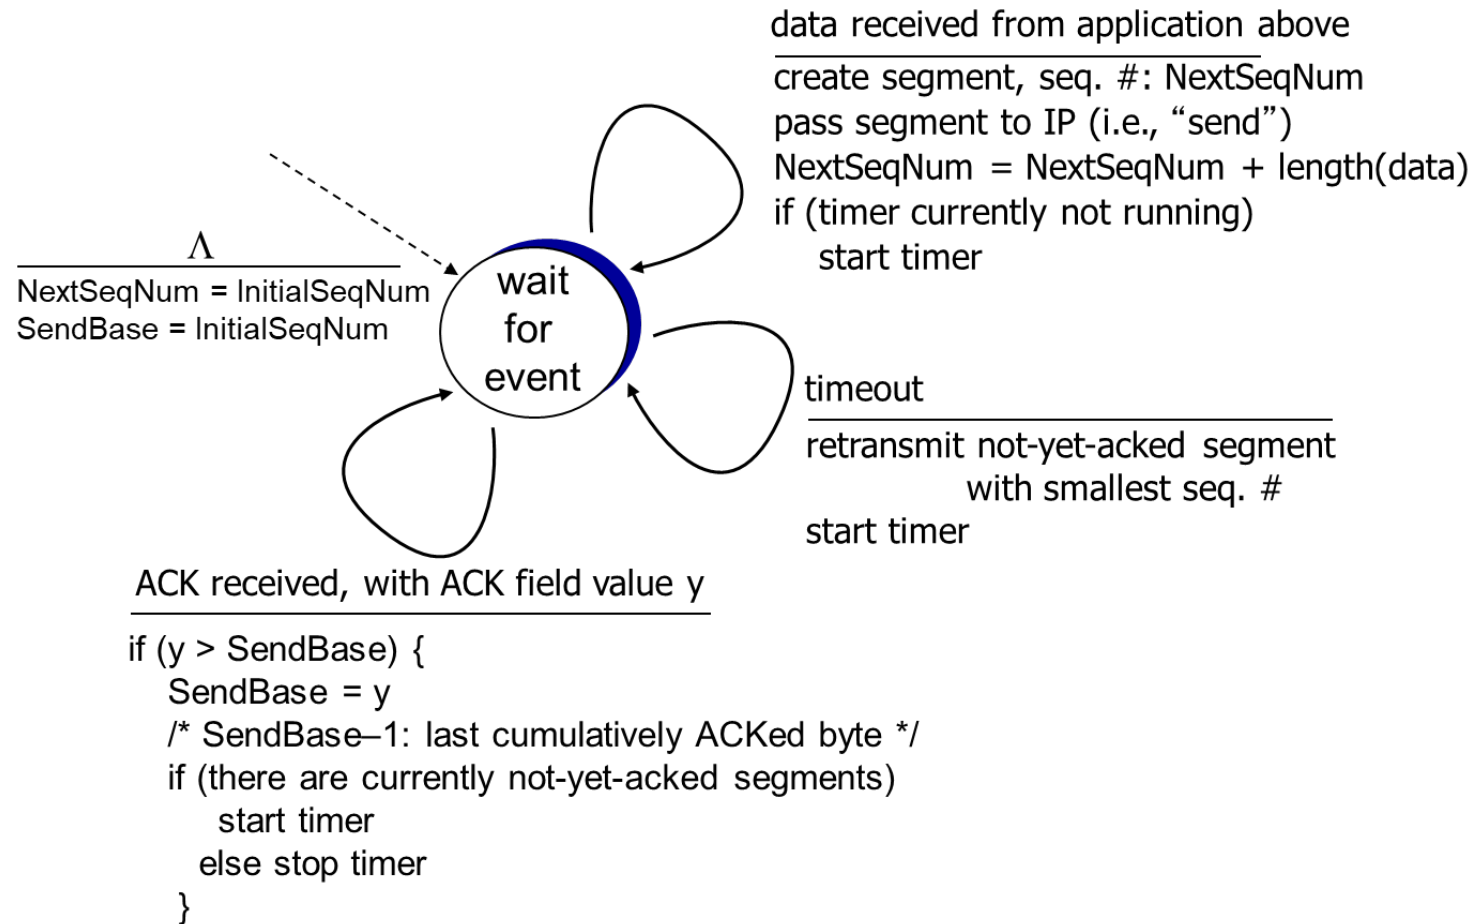 data received from application above
create segment, seq. #: NextSeqNum
pass segment to IP (i.e., “send”)
NextSeqNum = NextSeqNum + length(data)
if (timer currently not running)
start timer
Λ
NextSeqNum = InitialSeqNum
SendBase = InitialSeqNum
wait
for
event
timeout
retransmit not-yet-acked segment
with smallest seq. #
start timer
ACK received, with ACK field value y
if (y > SendBase) {
SendBase = y
/* SendBase–1: last cumulatively ACKed byte */
if (there are currently not-yet-acked segments)
start timer
else stop timer
}